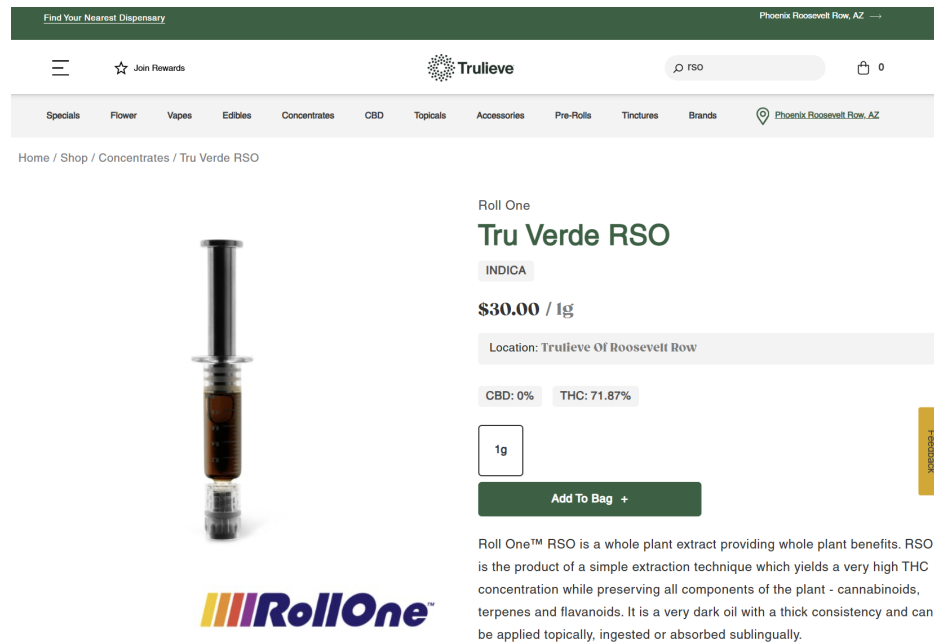 Find Your Nearest Dispensary
Phoenix Roosevelt Row, AZ →
Join Rewards
Trulieve
rso
0
Specials Flower Vapes Edibles Concentrates CBD Topicals Accessories Pre-Rolls Tinctures Brands Phoenix Roosevelt Row, AZ
Home / Shop / Concentrates / Tru Verde RSO
Roll One
Tru Verde RSO
INDICA
$30.00 / 1g
Location: Trulieve Of Roosevelt Row
CBD: 0% THC: 71.87%
1g
Feedback
Add To Bag +
Roll One™ RSO is a whole plant extract providing whole plant benefits. RSO
is the product of a simple extraction technique which yields a very high THC
concentration while preserving all components of the plant - cannabinoids,
terpenes and flavanoids. It is a very dark oil with a thick consistency and can
be applied topically, ingested or absorbed sublingually.
RollOne™